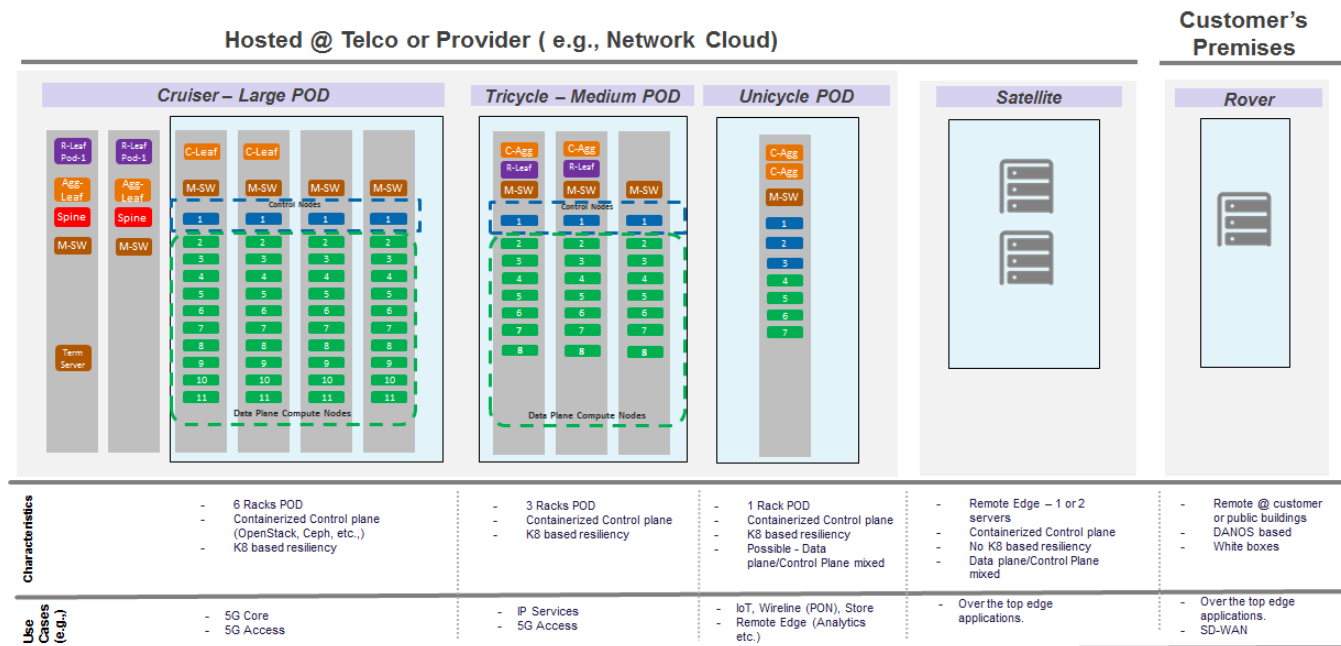 Hosted @ Telco or Provider ( e.g., Network Cloud)
Customer's
Premises
Cruiser – Large POD
Tricycle – Medium POD
Unicycle POD
Satellite
Rover
R-Leaf
Pod-1
Agg-
Leaf
Spine
M-SW
Term
Server
R-Leaf
Pod-1
Agg-
Leaf
Spine
M-SW
C-Leaf
C-Leaf
M-SW
M-SW
M-SW
M-SW
Control Nodes
1 1 1 1
2 2 2 2
3 3 3 3
4 4 4 4
5 5 5 5
6 6 6 6
7 7 7 7
8 8 8 8
9 9 9 9
10 10 10 10
11 11 11 11
Data Plane Compute Nodes
C-Agg
C-Agg
R-Leaf
R-Leaf
M-SW
M-SW
M-SW
Control Nodes
1 1 1
2 2 2
3 3 3
4 4 4
5 5 5
6 6 6
7 7 7
8 8 8
Data Plane Compute Nodes
C-Agg
C-Agg
M-SW
1
2
3
4
5
6
7
Characteristics
- 6 Racks POD
- Containerized Control plane
(OpenStack, Ceph, etc.,)
- K8 based resiliency
- 3 Racks POD
- Containerized Control plane
- K8 based resiliency
- 1 Rack POD
- Containerized Control plane
- K8 based resiliency
- Possible - Data
plane/Control Plane mixed
- Remote Edge – 1 or 2
servers
- Containerized Control plane
- No K8 based resiliency
- Data plane/Control Plane
mixed
- Remote @ customer
or public buildings
- DANOS based
- White boxes
Use
Cases
(e.g.,)
- 5G Core
- 5G Access
- IP Services
- 5G Access
- IoT, Wireline (PON), Store
- Remote Edge (Analytics
etc.)
- Over the top edge
applications.
- Over the top edge
applications.
- SD-WAN